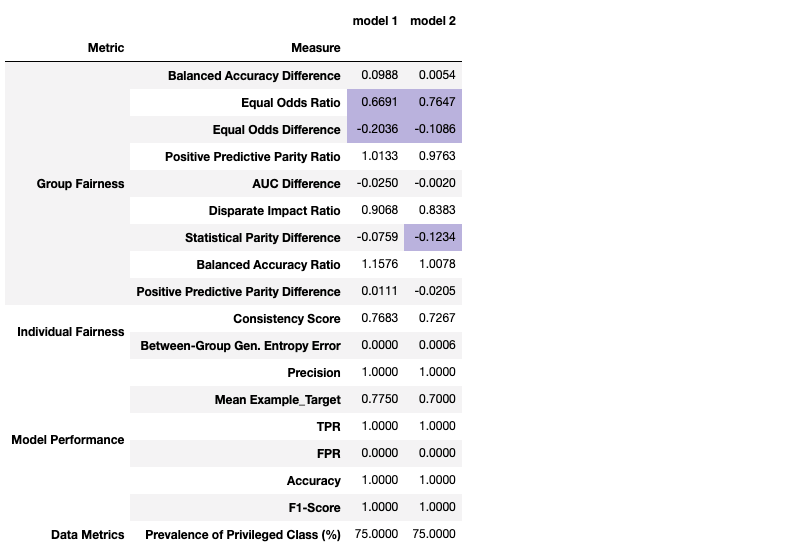 model 1 model 2
Metric Measure
Group Fairness
Balanced Accuracy Difference 0.0988 0.0054
Equal Odds Ratio 0.6691 0.7647
Equal Odds Difference -0.2036 -0.1086
Positive Predictive Parity Ratio 1.0133 0.9763
AUC Difference -0.0250 -0.0020
Disparate Impact Ratio 0.9068 0.8383
Statistical Parity Difference -0.0759 -0.1234
Balanced Accuracy Ratio 1.1576 1.0078
Positive Predictive Parity Difference 0.0111 -0.0205
Individual Fairness
Consistency Score 0.7683 0.7267
Between-Group Gen. Entropy Error 0.0000 0.0006
Model Performance
Precision 1.0000 1.0000
Mean Example_Target 0.7750 0.7000
TPR 1.0000 1.0000
FPR 0.0000 0.0000
Accuracy 1.0000 1.0000
F1-Score 1.0000 1.0000
Data Metrics Prevalence of Privileged Class (%) 75.0000 75.0000